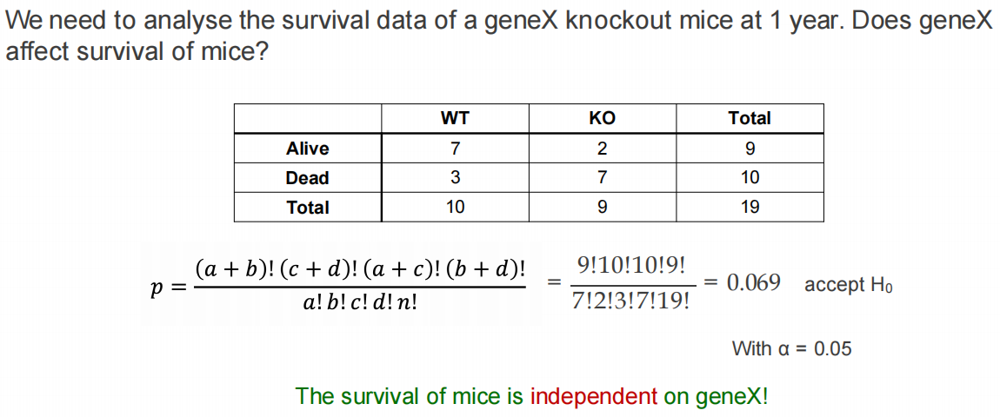 We need to analyse the survival data of a geneX knockout mice at 1 year. Does geneX
affect survival of mice?
WT KO Total
Alive 7 2 9
Dead 3 7 10
Total 10 9 19
p = (a + b)! (c + d)! (a + c)! (b + d)! / a! b! c! d! n! = 9!10!10!9! / 7!2!3!7!19! = 0.069 accept H₀
With α = 0.05
The survival of mice is independent on geneX!